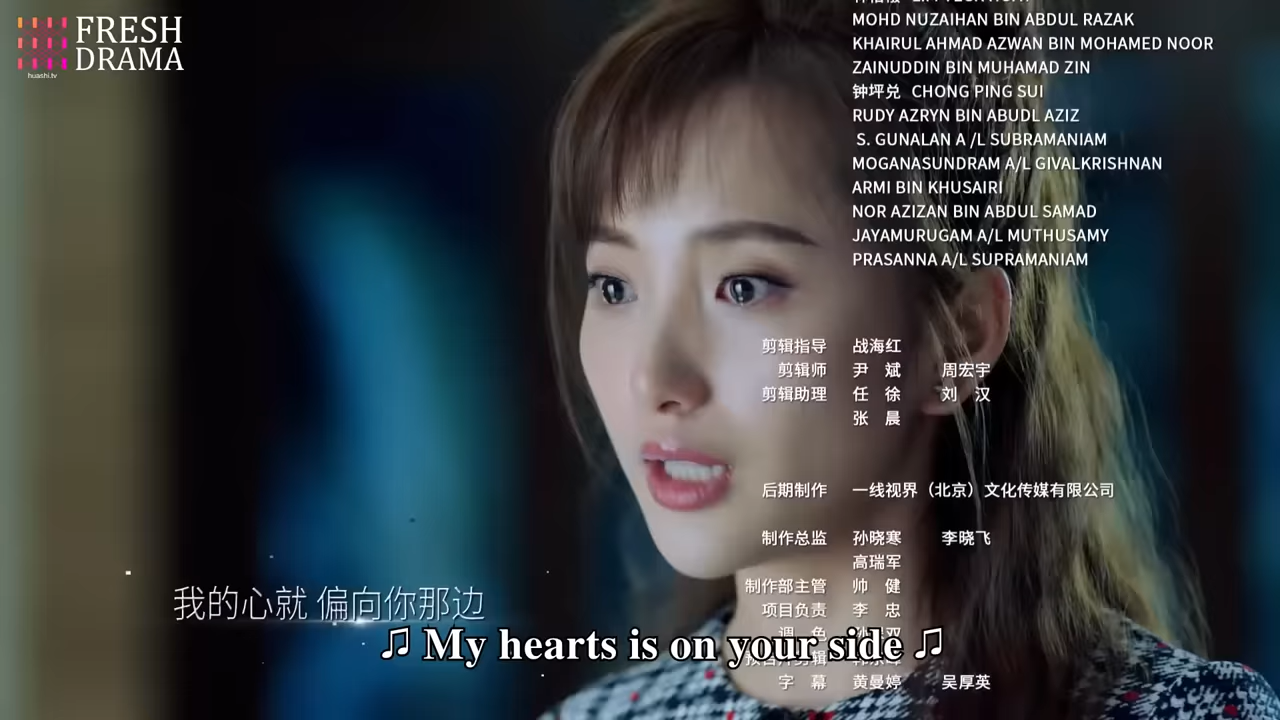 FRESH
DRAMA
huashi.tv
MOHD NUZAIHAN BIN ABDUL RAZAK
KHAIRUL AHMAD AZWAN BIN MOHAMED NOOR
ZAINUDDIN BIN MUHAMAD ZIN
钟坪兑 CHONG PING SUI
RUDY AZRYN BIN ABUDL AZIZ
S. GUNALAN A /L SUBRAMANIAM
MOGANASUNDRAM A/L GIVALKRISHNAN
ARMI BIN KHUSAIRI
NOR AZIZAN BIN ABDUL SAMAD
JAYAMURUGAM A/L MUTHUSAMY
PRASANNA A/L SUPRAMANIAM
剪辑指导 战海红
剪辑师 尹 斌 周宏宇
剪辑助理 任 徐 刘 汉
张 晨
后期制作 一线视界（北京）文化传媒有限公司
制作总监 孙晓寒 李晓飞
高瑞军
制作部主管 帅 健
项目负责 李 忠
调 色
字 幕 黄曼婷 吴厚英
我的心就 偏向你那边
♫ My hearts is on your side ♫